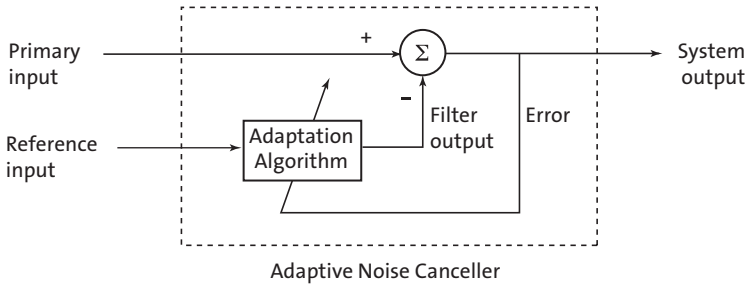 Primary
input
+
Σ
System
output
–
Filter
output
Error
Reference
input
Adaptation
Algorithm
Adaptive Noise Canceller